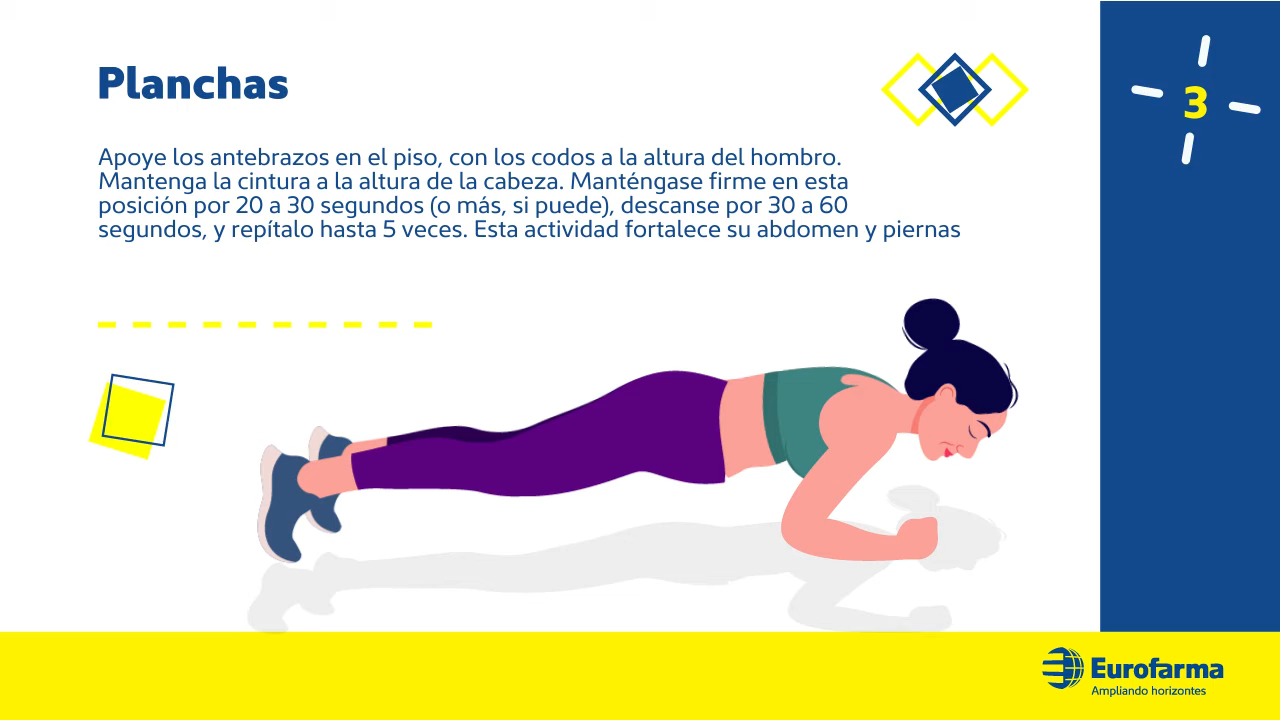 Planchas
3
Apoye los antebrazos en el piso, con los codos a la altura del hombro.
Mantenga la cintura a la altura de la cabeza. Manténgase firme en esta
posición por 20 a 30 segundos (o más, si puede), descanse por 30 a 60
segundos, y repítalo hasta 5 veces. Esta actividad fortalece su abdomen y piernas
Eurofarma
Ampliando horizontes